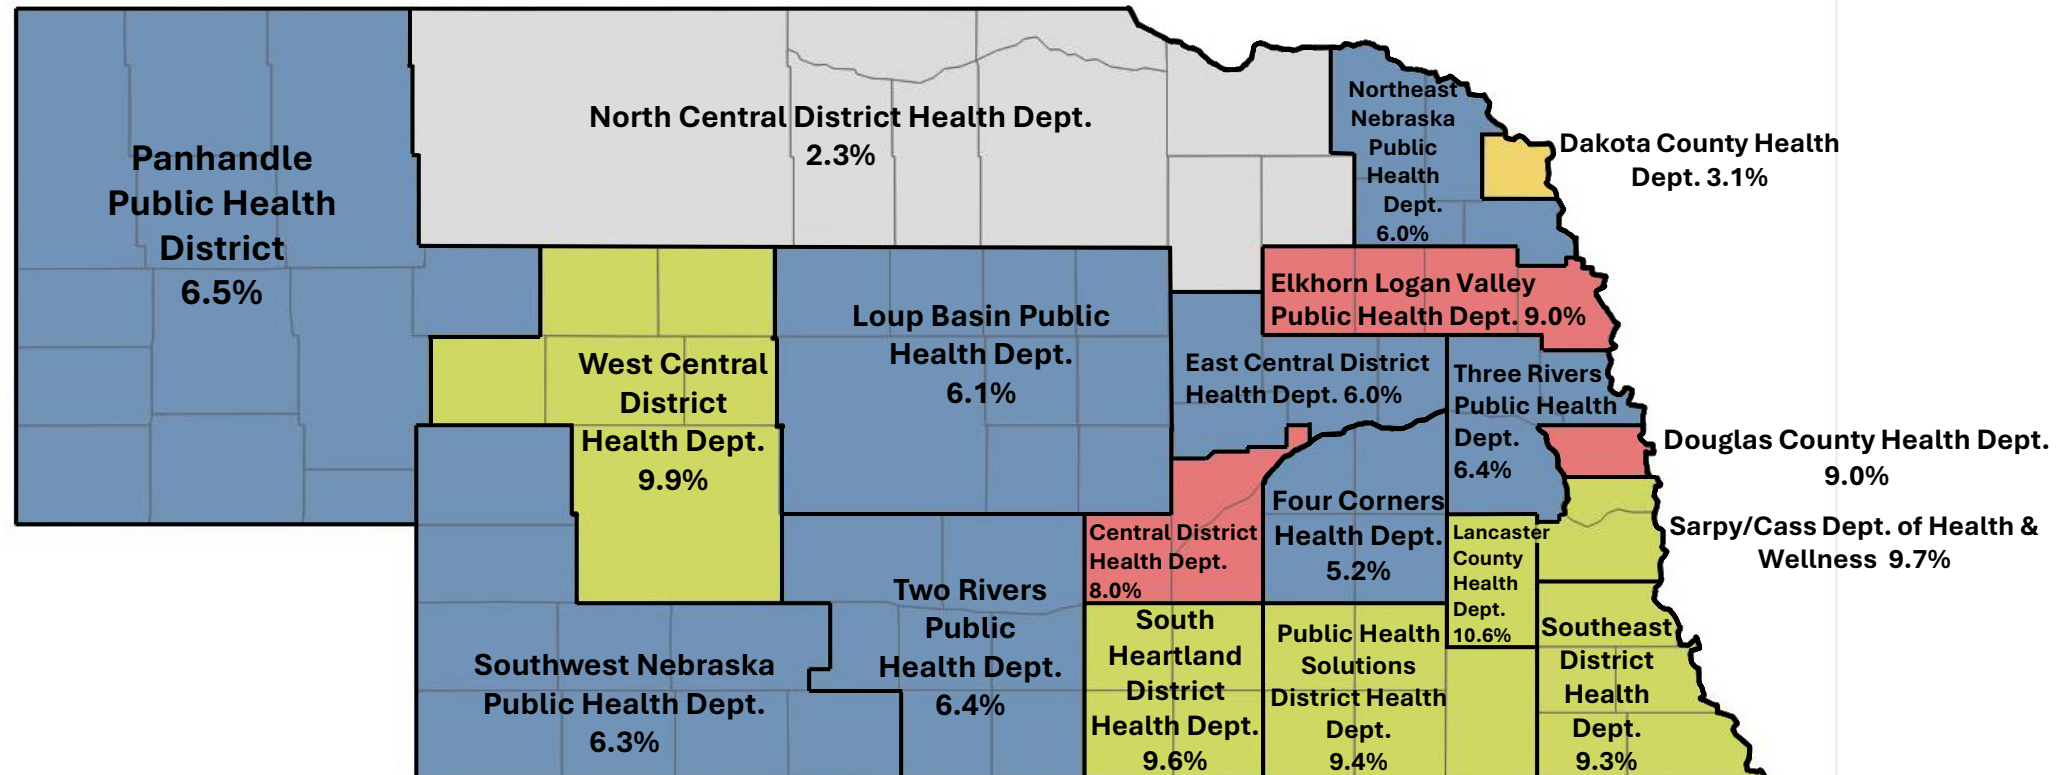 Panhandle
Public Health
District
6.5%
North Central District Health Dept.
2.3%
Northeast
Nebraska
Public
Health
Dept.
6.0%
Dakota County Health
Dept. 3.1%
West Central
District
Health Dept.
9.9%
Loup Basin Public
Health Dept.
6.1%
Elkhorn Logan Valley
Public Health Dept. 9.0%
East Central District
Health Dept. 6.0%
Three Rivers
Public Health
Dept.
6.4%
Douglas County Health Dept.
9.0%
Sarpy/Cass Dept. of Health &
Wellness 9.7%
Central District
Health Dept.
8.0%
Four Corners
Health Dept.
5.2%
Lancaster
County
Health
Dept.
10.6%
Southwest Nebraska
Public Health Dept.
6.3%
Two Rivers
Public
Health Dept.
6.4%
South
Heartland
District
Health Dept.
9.6%
Public Health
Solutions
District Health
Dept.
9.4%
Southeast
District
Health
Dept.
9.3%